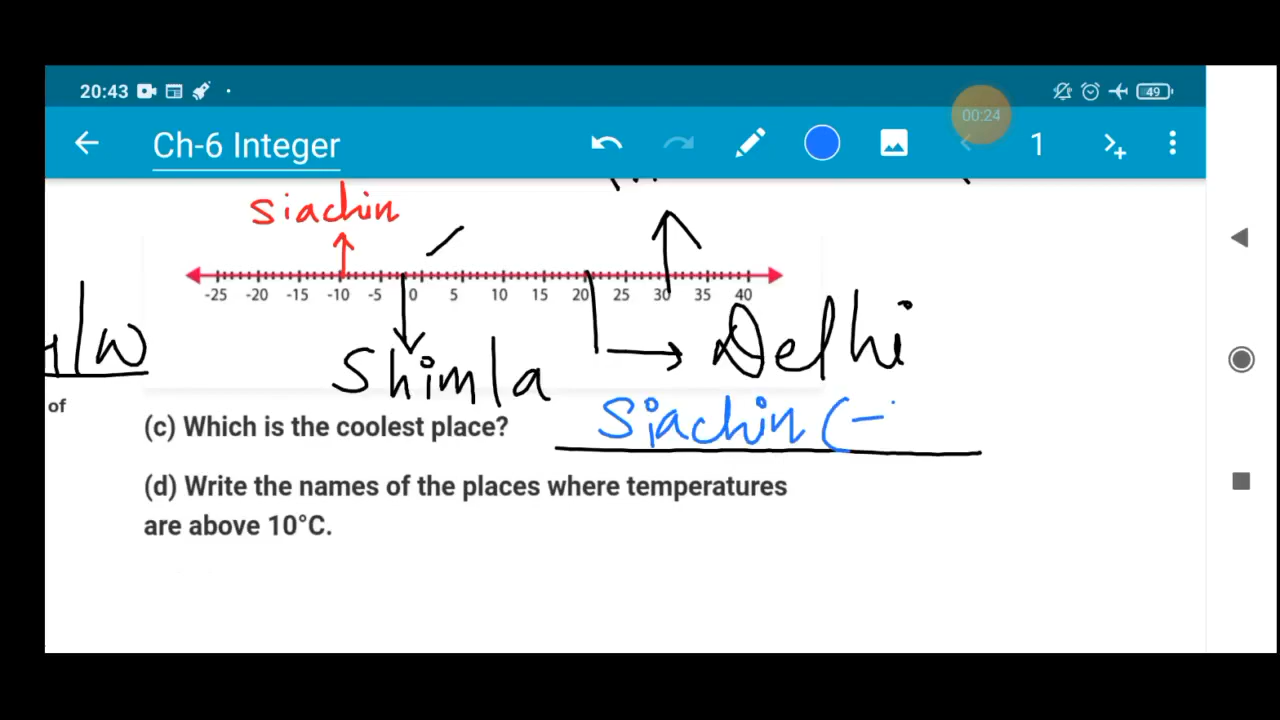 20:43 49
00:24
Ch-6 Integer 1
Siachin
-25 -20 -15 -10 -5 0 5 10 15 20 25 30 35 40
Shimla Delhi
of
(c) Which is the coolest place? Siachin (-
(d) Write the names of the places where temperatures
are above 10°C.